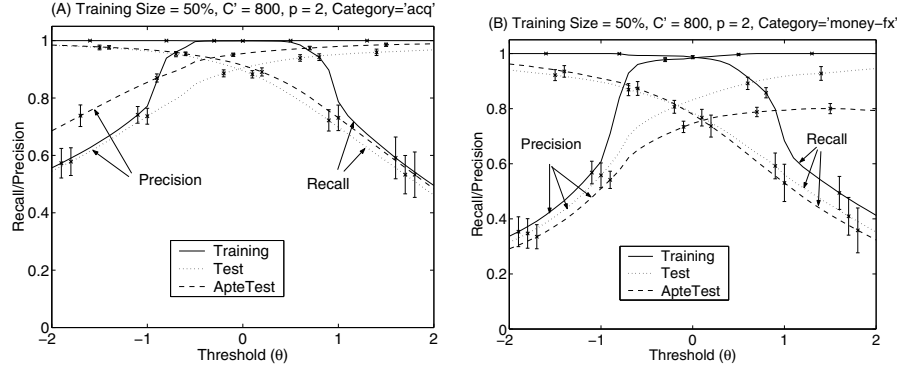 (A) Training Size = 50%, C' = 800, p = 2, Category='acq'
Recall/Precision
1
0.8
0.6
0.4
0.2
0
Precision
Recall
Training
Test
ApteTest
−2
−1
0
1
2
Threshold (θ)
(B) Training Size = 50%, C' = 800, p = 2, Category='money−fx'
Recall/Precision
1
0.8
0.6
0.4
0.2
0
Precision
Recall
Training
Test
ApteTest
−2
−1
0
1
2
Threshold (θ)